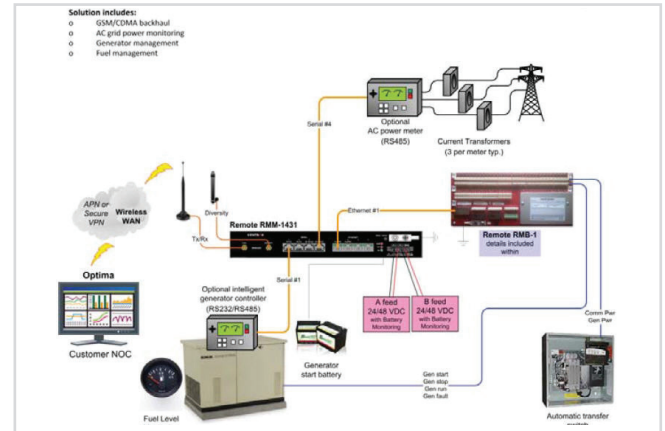 Solution includes:
o GSM/CDMA backhaul
o AC grid power monitoring
o Generator management
o Fuel management
Optional
AC power meter
(RS485)
Current Transformers
(3 per meter typ.)
Serial #4
APN or
Secure
VPN
Wireless
WAN
Diversity
Tx/Rx
Remote RMM-1431
Ethernet #1
Remote RMB-1
details included
within
Optima
Customer NOC
Serial #1
Optional intelligent
generator controller
(RS232/RS485)
A feed
24/48 VDC
with Battery
Monitoring
B feed
24/48 VDC
with Battery
Monitoring
Comm Pwr
Gen Pwr
Generator
start battery
Gen start
Gen stop
Gen run
Gen fault
Fuel Level
Automatic transfer
switch